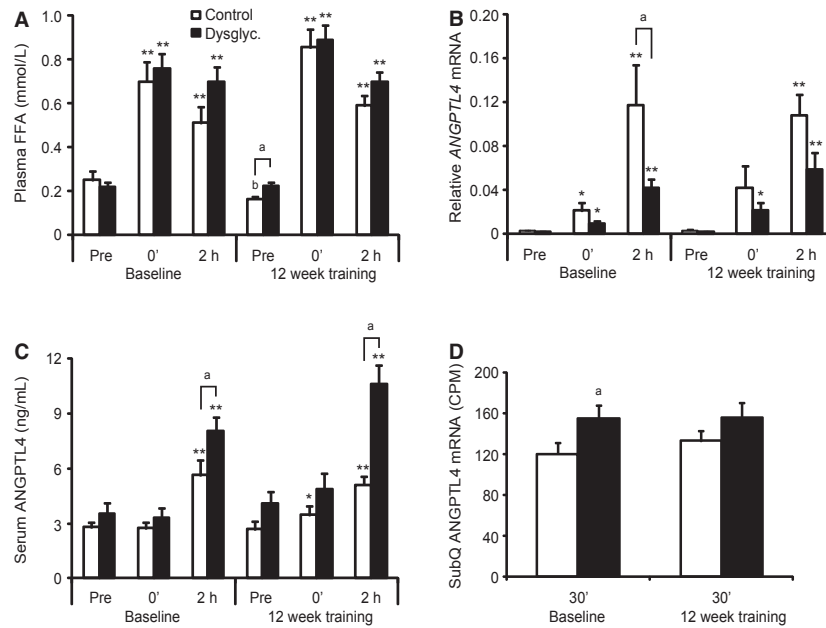 A
Control
Dysglyc.
Plasma FFA (mmol/L)
1.0
0.8
0.6
0.4
0.2
0
** **
**
**
** **
**
**
a
b
Pre 0' 2 h Pre 0' 2 h
Baseline 12 week training
B
Relative ANGPTL4 mRNA
0.20
0.16
0.12
0.08
0.04
0
a
**
**
*
*
*
**
**
Pre 0' 2 h Pre 0' 2 h
Baseline 12 week training
C
Serum ANGPTL4 (ng/mL)
12
9
6
3
0
a
**
**
a
**
**
*
Pre 0' 2 h Pre 0' 2 h
Baseline 12 week training
D
SubQ ANGPTL4 mRNA (CPM)
200
160
120
80
40
0
a
30' 30'
Baseline 12 week training